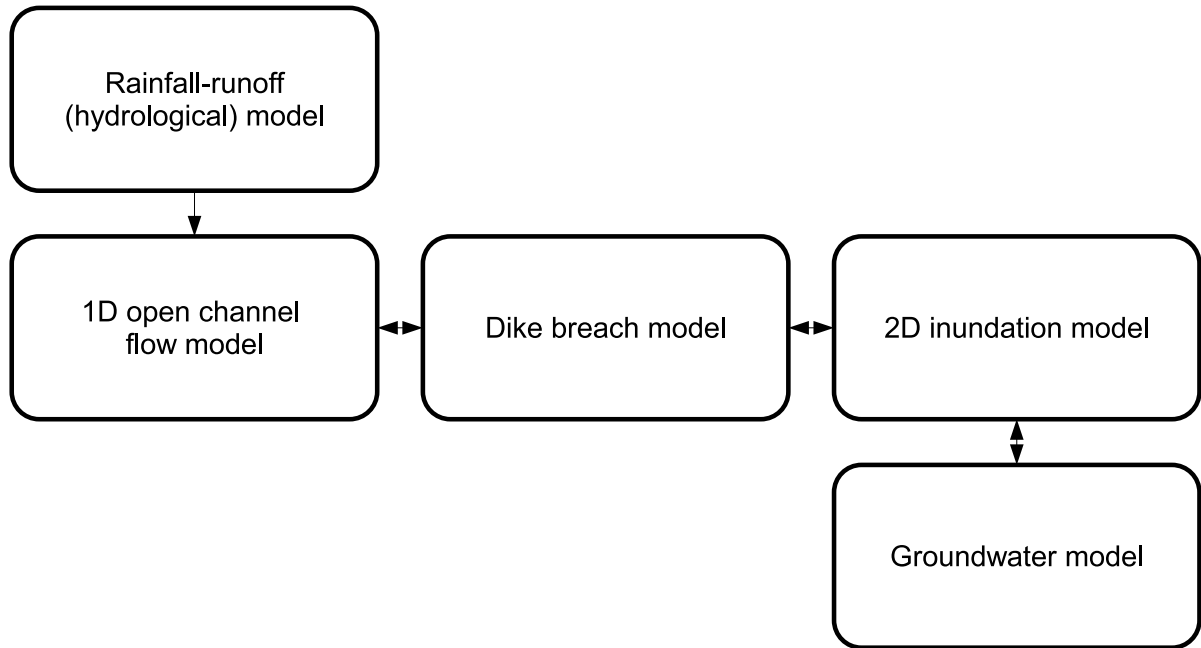 Rainfall-runoff
(hydrological) model
1D open channel
flow model
Dike breach model
2D inundation model
Groundwater model